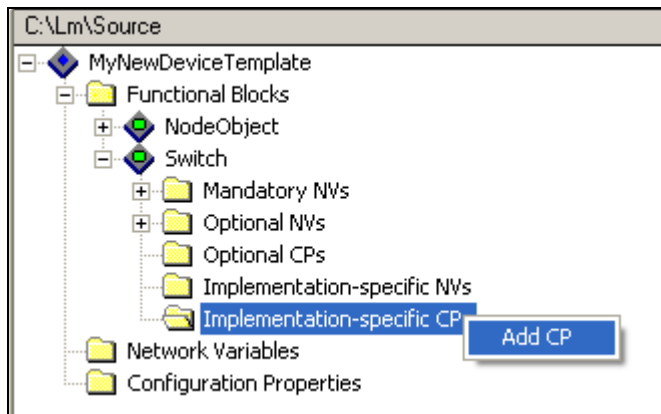 C:\Lm\Source
MyNewDeviceTemplate
Functional Blocks
NodeObject
Switch
Mandatory NVs
Optional NVs
Optional CPs
Implementation-specific NVs
Implementation-specific CP
Add CP
Network Variables
Configuration Properties